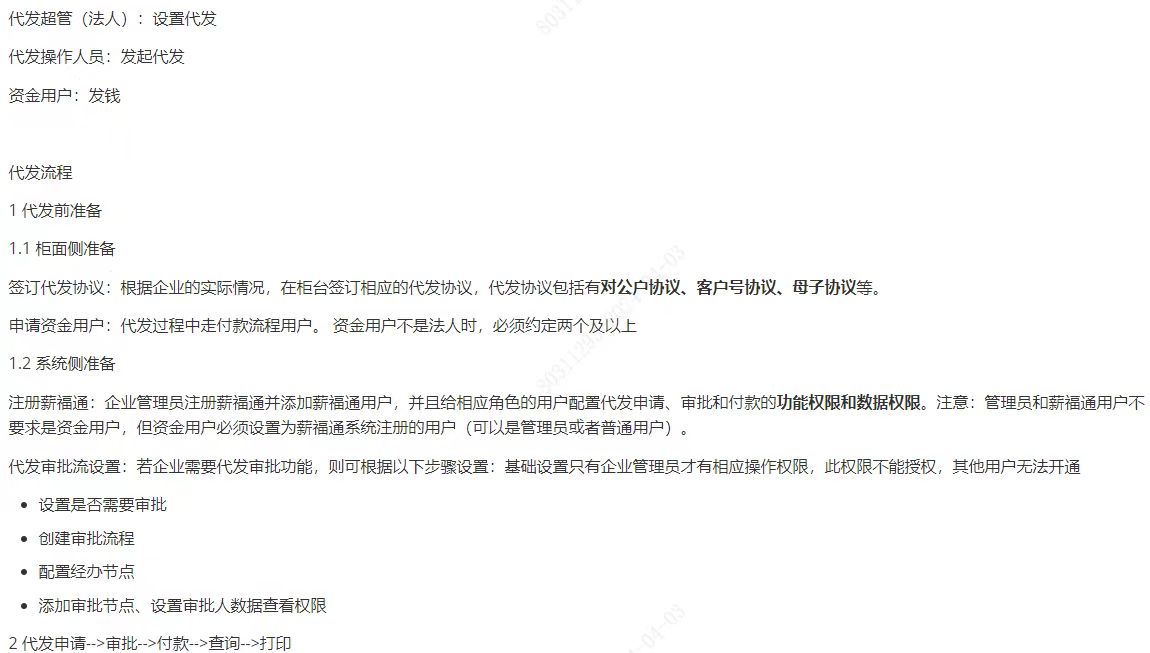 代发超管（法人）：设置代发
代发操作人员：发起代发
资金用户：发钱
代发流程
1 代发前准备
1.1 柜面侧准备
签订代发协议：根据企业的实际情况，在柜台签订相应的代发协议，代发协议包括有对公户协议、客户号协议、母子协议等。
申请资金用户：代发过程中走付款流程用户。 资金用户不是法人时，必须约定两个及以上
1.2 系统侧准备
注册薪福通：企业管理员注册薪福通并添加薪福通用户，并且给相应角色的用户配置代发申请、审批和付款的功能权限和数据权限。注意：管理员和薪福通用户不
要求是资金用户，但资金用户必须设置为薪福通系统注册的用户（可以是管理员或者普通用户）。
代发审批流设置：若企业需要代发审批功能，则可根据以下步骤设置：基础设置只有企业管理员才有相应操作权限，此权限不能授权，其他用户无法开通
• 设置是否需要审批
• 创建审批流程
• 配置经办节点
• 添加审批节点、设置审批人数据查看权限
2 代发申请-->审批-->付款-->查询-->打印